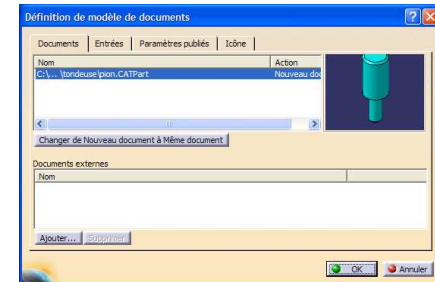 Définition de modèle de documents
Documents Entrées Paramètres publiés Icône
Nom Action
C:\... \tondeuse\pion.CATPart Nouveau doc
Changer de Nouveau document à Même document
Documents externes
Nom
Ajouter... Supprimer
OK Annuler